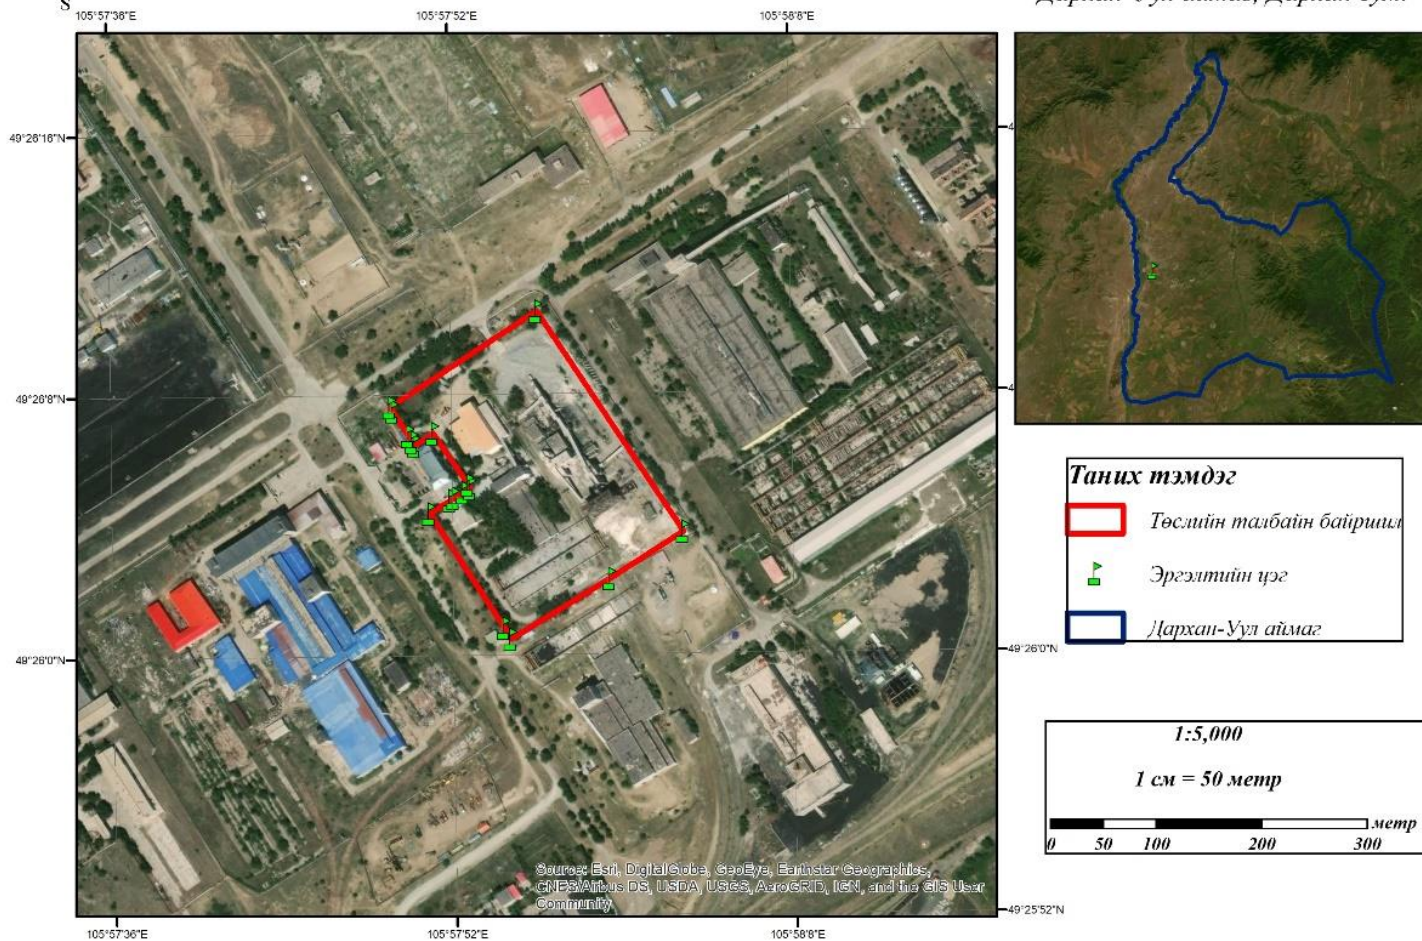 S
105°57'36"E
105°57'52"E
105°58'8"E
49°26'16"N
49°26'8"N
49°26'0"N
49°26'0"N
49°25'52"N
Таних тэмдэг
Төслийн талбайн байршил
Эргэлтийн цэг
Дархан-Уул аймаг
1:5,000
1 см = 50 метр
метр
0 50 100 200 300
Source: Esri, DigitalGlobe, GeoEye, Earthstar Geographics,
CNES/Airbus DS, USDA, USGS, AeroGRID, IGN, and the GIS User
Community
105°57'36"E
105°57'52"E
105°58'8"E